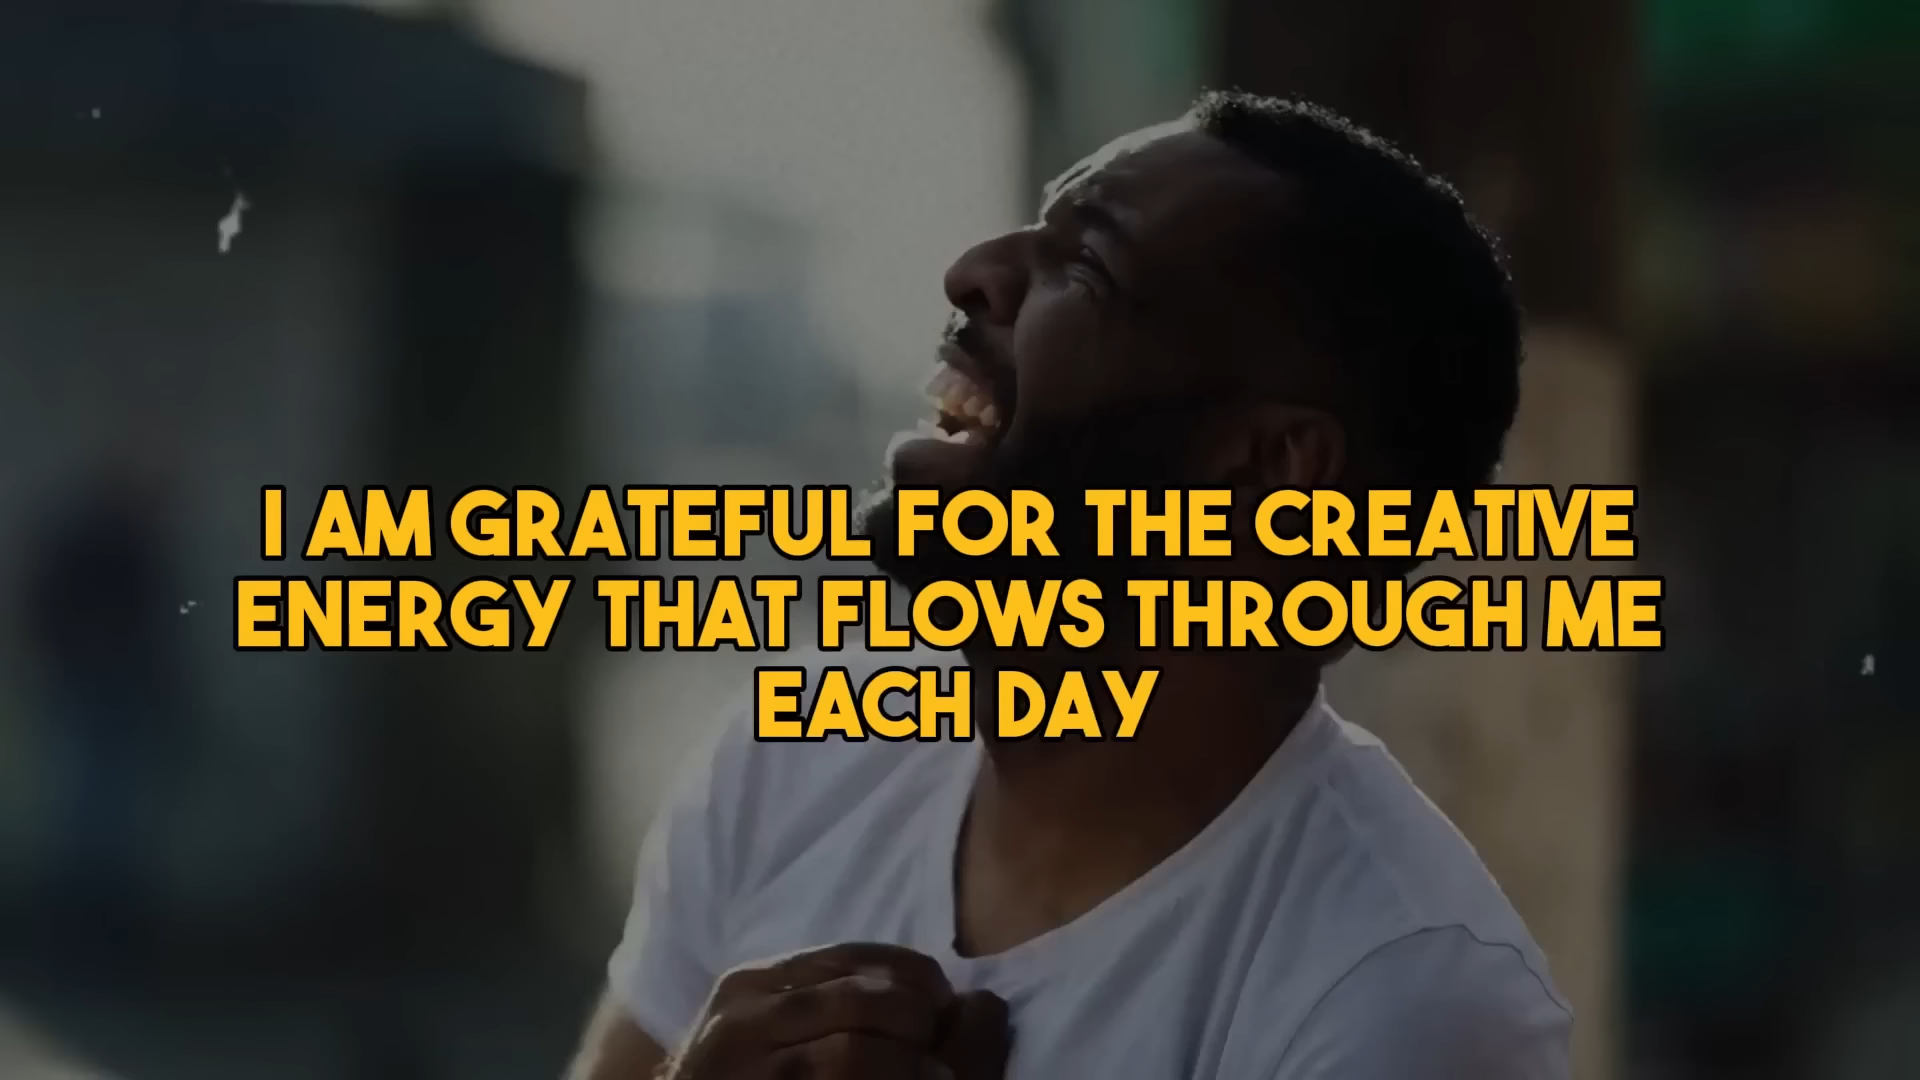 I AM GRATEFUL FOR THE CREATIVE
ENERGY THAT FLOWS THROUGH ME
EACH DAY